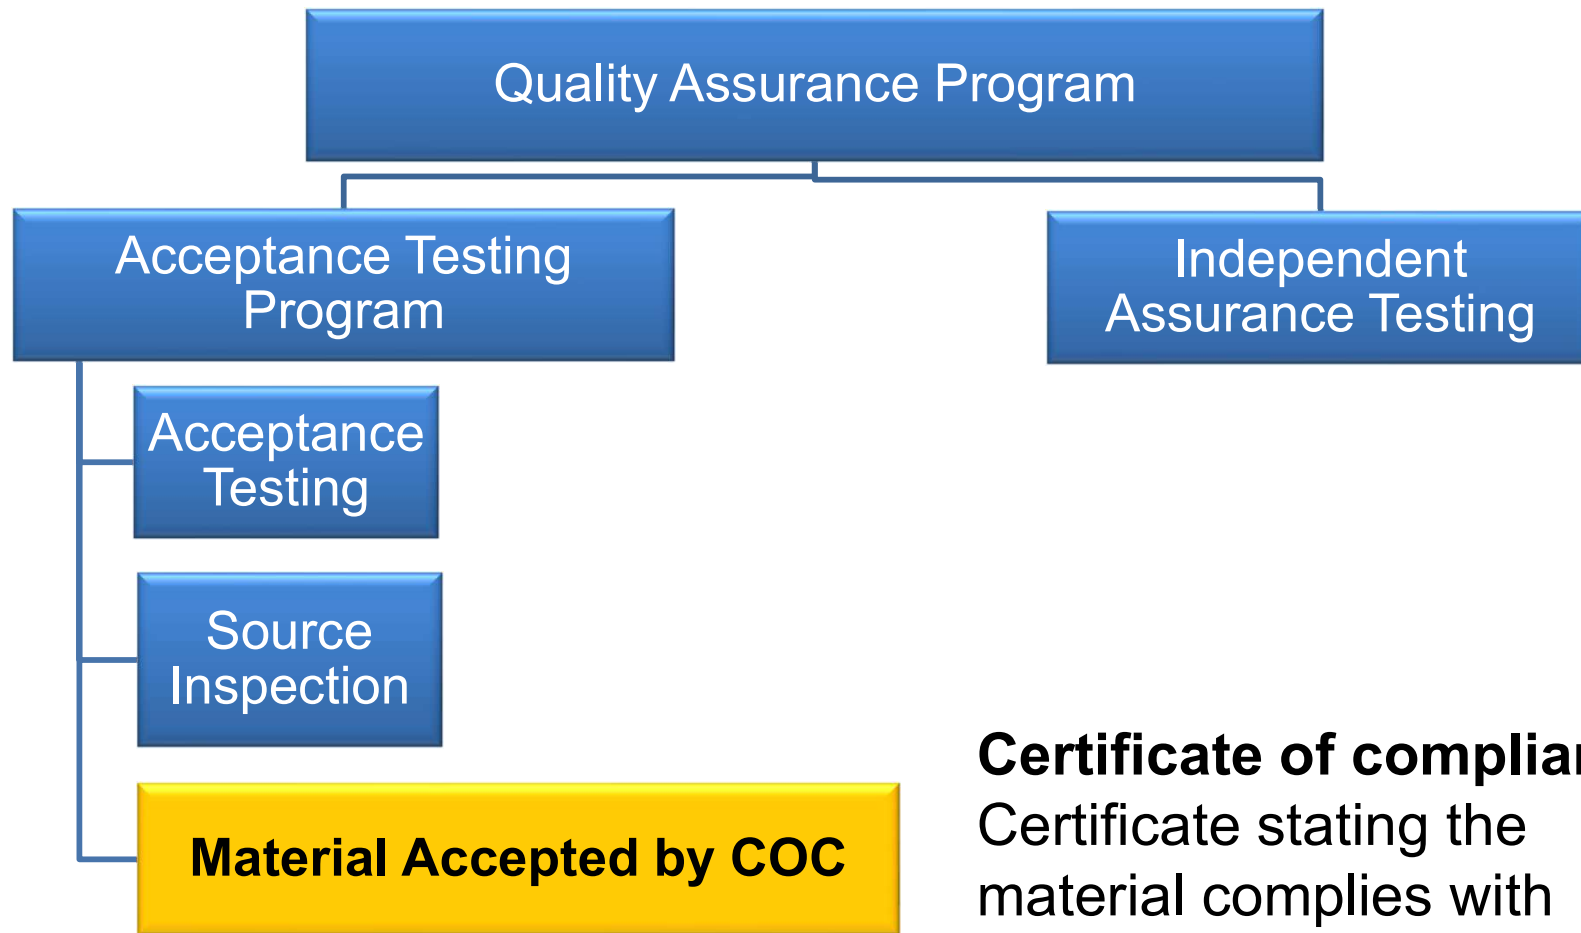 Quality Assurance Program
Acceptance Testing
Program
Independent
Assurance Testing
Acceptance
Testing
Source
Inspection
Material Accepted by COC
Certificate of
Certificate stating the
material complies with